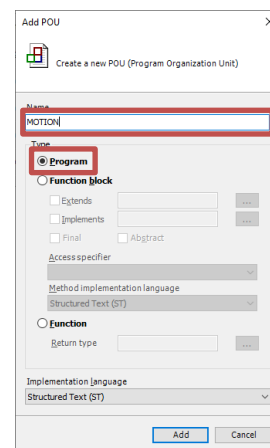 Add POU
Create a new POU (Program Organization Unit)
Name
MOTION
Type
Program
Function block
Extends
...
Implements
...
Final Abstract
Access specifier
Method implementation language
Structured Text (ST)
Function
Return type
...
Implementation language
Structured Text (ST)
Add Cancel